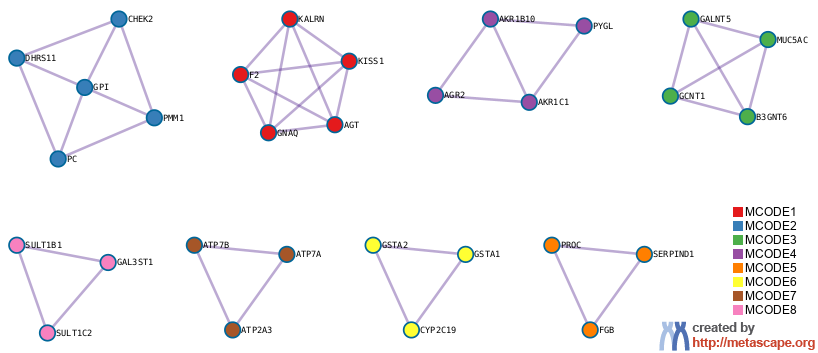 CHEK2
DHRS11
GPI
PMM1
PC
KALRN
KISS1
F2
AGT
GNAQ
AKR1B10
PYGL
AGR2
AKR1C1
GALNT5
MUC5AC
GCNT1
B3GNT6
SULT1B1
GAL3ST1
SULT1C2
ATP7B
ATP7A
ATP2A3
GSTA2
GSTA1
CYP2C19
PROC
SERPIND1
FGB
MCODE1
MCODE2
MCODE3
MCODE4
MCODE5
MCODE6
MCODE7
MCODE8
created by
http://metascape.org